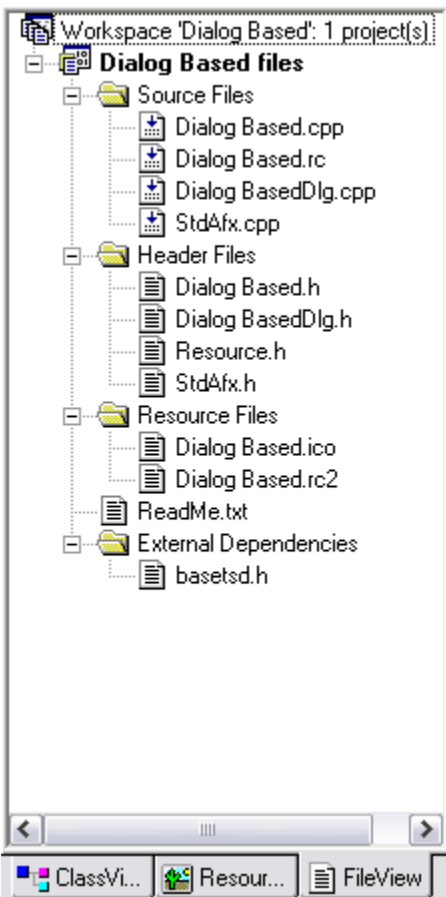 Workspace 'Dialog Based': 1 project(s)
Dialog Based files
Source Files
Dialog Based.cpp
Dialog Based.rc
Dialog BasedDlg.cpp
StdAfx.cpp
Header Files
Dialog Based.h
Dialog BasedDlg.h
Resource.h
StdAfx.h
Resource Files
Dialog Based.ico
Dialog Based.rc2
ReadMe.txt
External Dependencies
basetsd.h
ClassVi... Resour... FileView